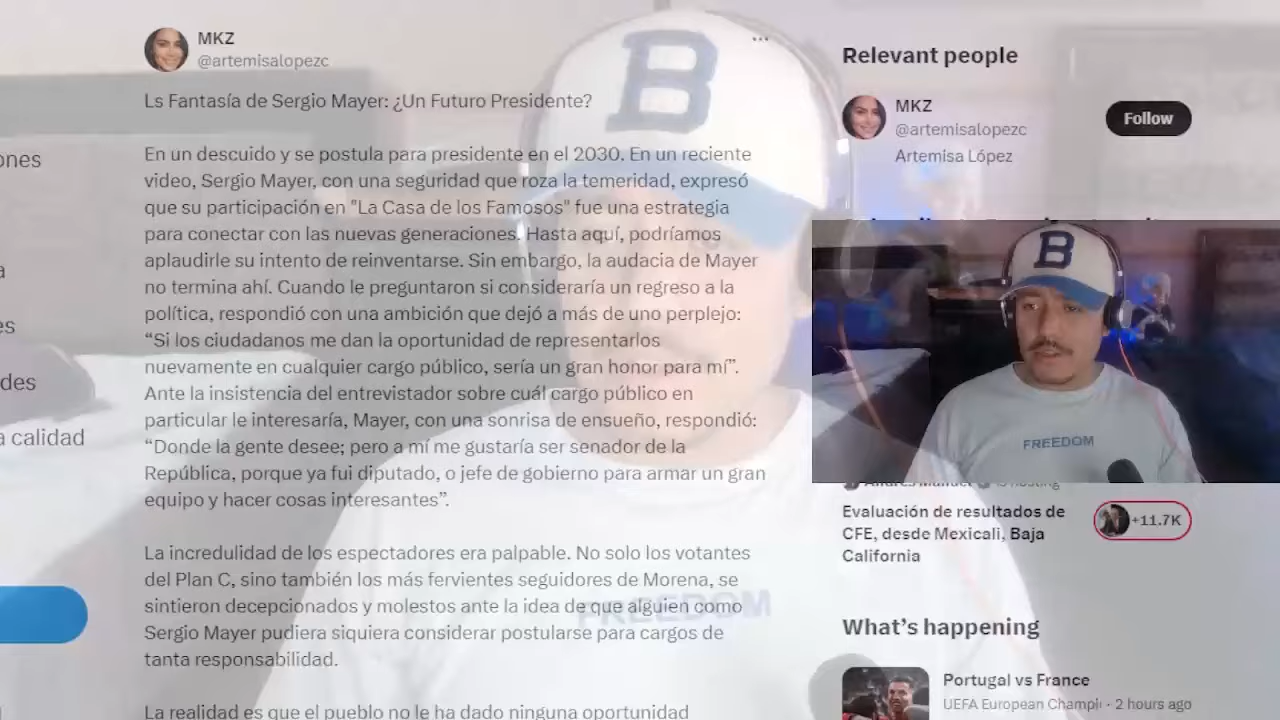 MKZ
@artemisalopezc
Ls Fantasía de Sergio Mayer: ¿Un Futuro Presidente?
En un descuido y se postula para presidente en el 2030. En un reciente
video, Sergio Mayer, con una seguridad que roza la temeridad, expresó
que su participación en "La Casa de los Famosos" fue una estrategia
para conectar con las nuevas generaciones. Hasta aquí, podríamos
aplaudirle su intento de reinventarse. Sin embargo, la audacia de Mayer
no termina ahí. Cuando le preguntaron si consideraría un regreso a la
política, respondió con una ambición que dejó a más de uno perplejo:
“Si los ciudadanos me dan la oportunidad de representarlos
nuevamente en cualquier cargo público, sería un gran honor para mí”.
Ante la insistencia del entrevistador sobre cuál cargo público en
particular le interesaría, Mayer, con una sonrisa de ensueño, respondió:
“Donde la gente desee; pero a mí me gustaría ser senador de la
República, porque ya fui diputado, o jefe de gobierno para armar un gran
equipo y hacer cosas interesantes”.
La incredulidad de los espectadores era palpable. No solo los votantes
del Plan C, sino también los más fervientes seguidores de Morena, se
sintieron decepcionados y molestos ante la idea de que alguien como
Sergio Mayer pudiera siquiera considerar postularse para cargos de
tanta responsabilidad.
La realidad es que el pueblo no le ha dado ninguna oportunidad
ones
a
es
des
a calidad
B
FREEDOM
Relevant people
MKZ
@artemisalopezc
Artemisa López
Follow
B
FREEDOM
Evaluación de resultados de
CFE, desde Mexicali, Baja
California
+11.7K
What’s happening
Portugal vs France
UEFA European Champi · 2 hours ago